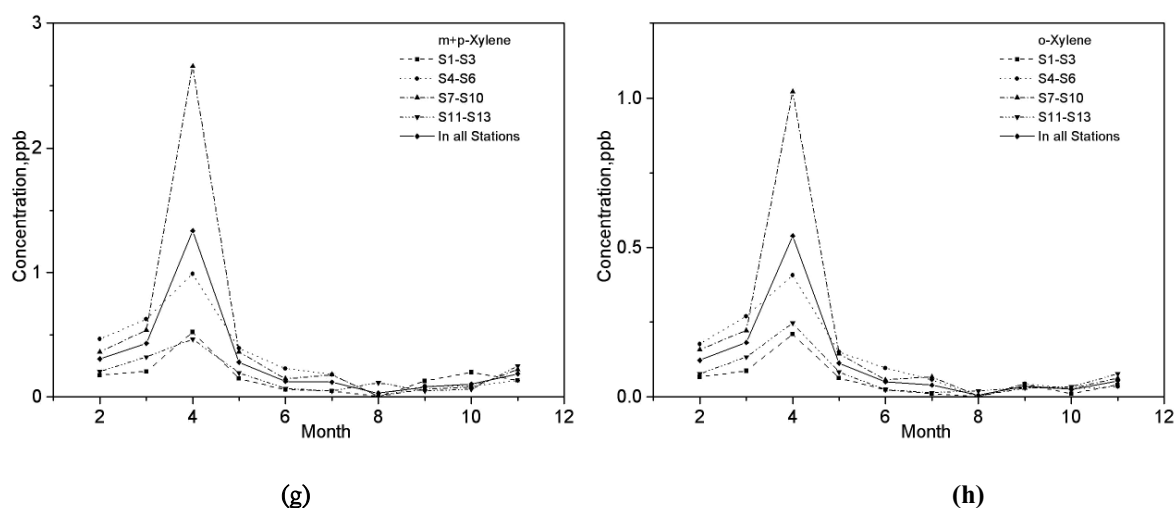 3
2
1
0
Concentration,ppb
2
4
6
8
10
12
Month
m+p-Xylene
S1-S3
S4-S6
S7-S10
S11-S13
In all Stations
(g)
1.0
0.5
0.0
Concentration,ppb
2
4
6
8
10
12
Month
o-Xylene
S1-S3
S4-S6
S7-S10
S11-S13
In all Stations
(h)